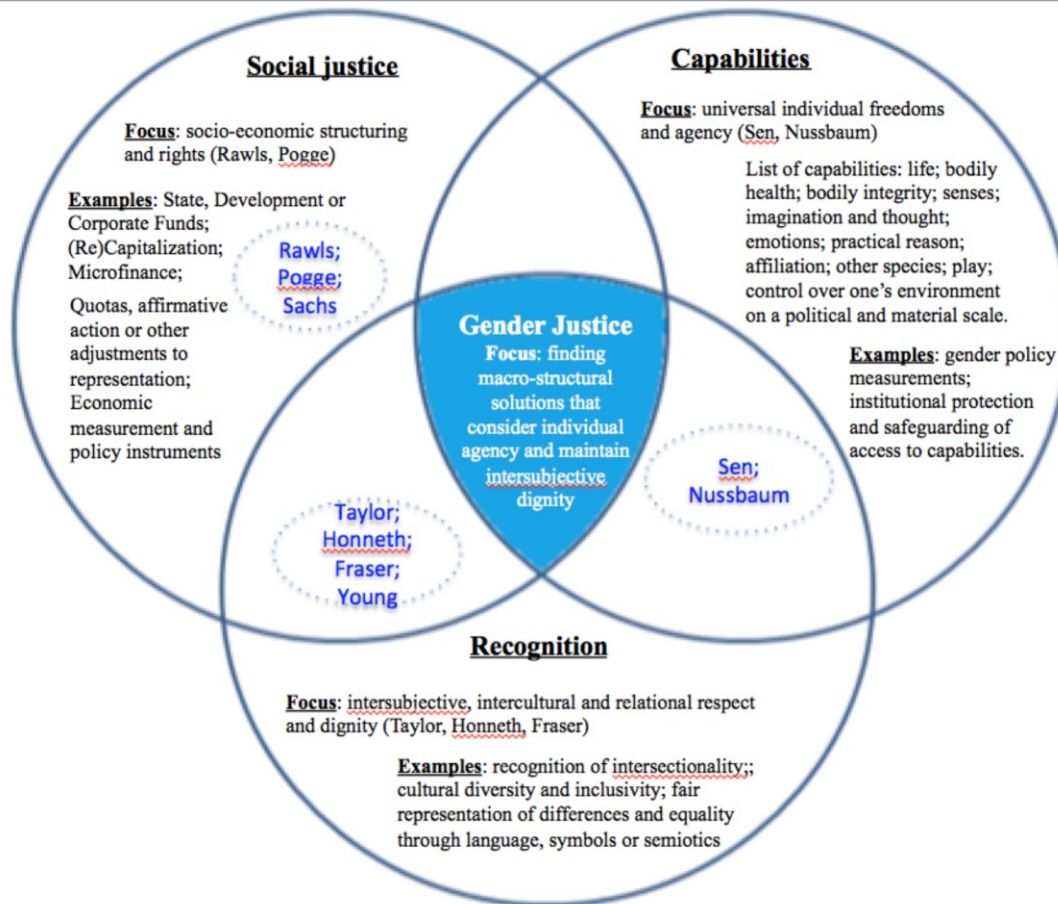 Social justice
Focus: socio-economic structuring
and rights (Rawls, Pogge)
Examples: State, Development or
Corporate Funds;
(Re)Capitalization;
Microfinance;
Quotas, affirmative
action or other
adjustments to
representation;
Economic
measurement and
policy instruments
Rawls;
Pogge;
Sachs
Capabilities
Focus: universal individual freedoms
and agency (Sen, Nussbaum)
List of capabilities: life; bodily
health; bodily integrity; senses;
imagination and thought;
emotions; practical reason;
affiliation; other species; play;
control over one's environment
on a political and material scale.
Examples: gender policy
measurements;
institutional protection
and safeguarding of
access to capabilities.
Gender Justice
Focus: finding
macro-structural
solutions that
consider individual
agency and maintain
intersubjective
dignity
Sen;
Nussbaum
Taylor;
Honneth;
Fraser;
Young
Recognition
Focus: intersubjective, intercultural and relational respect
and dignity (Taylor, Honneth, Fraser)
Examples: recognition of intersectionality;;
cultural diversity and inclusivity; fair
representation of differences and equality
through language, symbols or semiotics